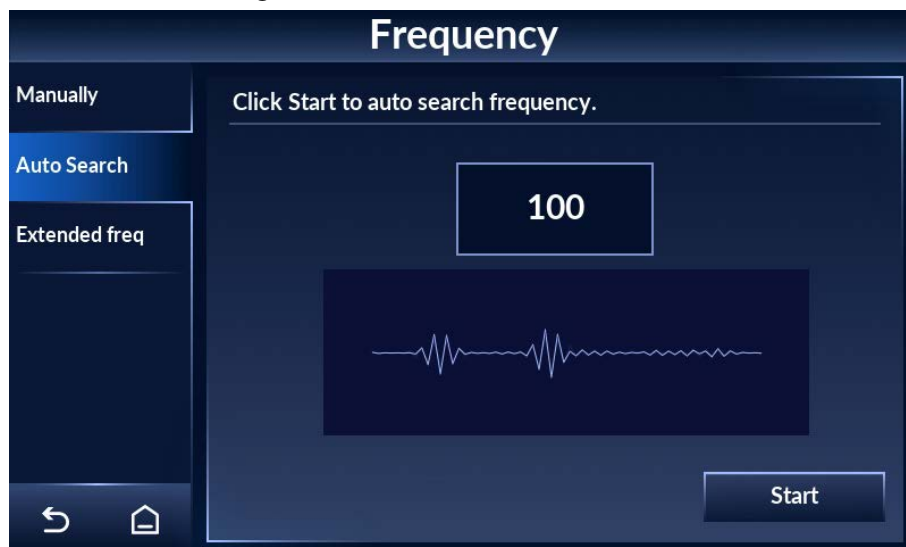 Frequency
Manually
Auto Search
Extended freq
Click Start to auto search frequency.
100
Start